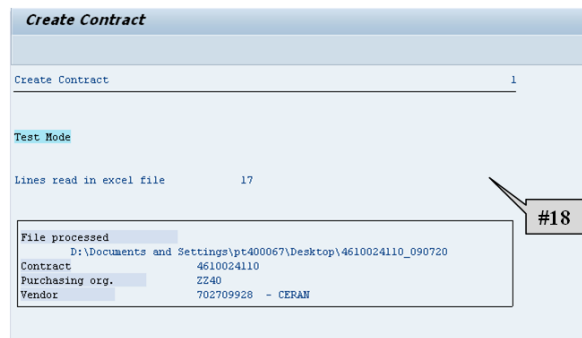 Create Contract
Create Contract 1
Test Mode
Lines read in excel file 17
#18
File processed
D:\Documents and Settings\pt400067\Desktop\4610024110_090720
Contract 4610024110
Purchasing org. ZZ40
Vendor 702709928 - CERAN